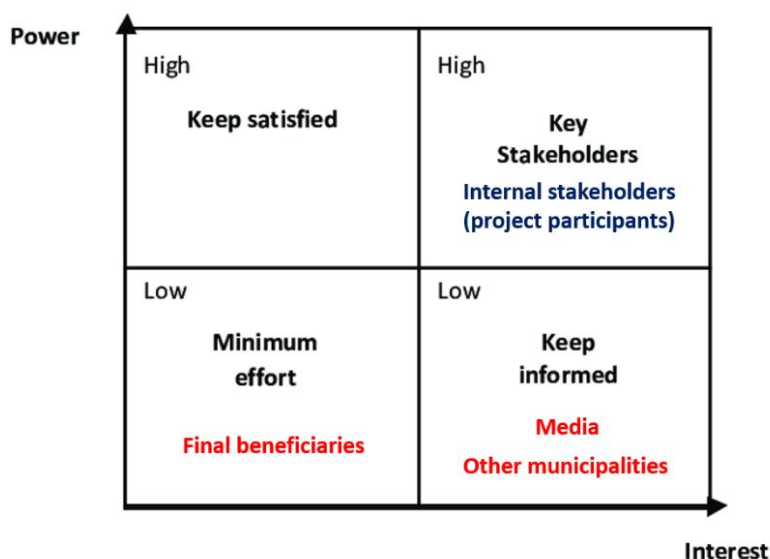 Power
High
Keep satisfied
High
Key
Stakeholders
Internal stakeholders
(project participants)
Low
Minimum
effort
Final beneficiaries
Low
Keep
informed
Media
Other municipalities
Interest